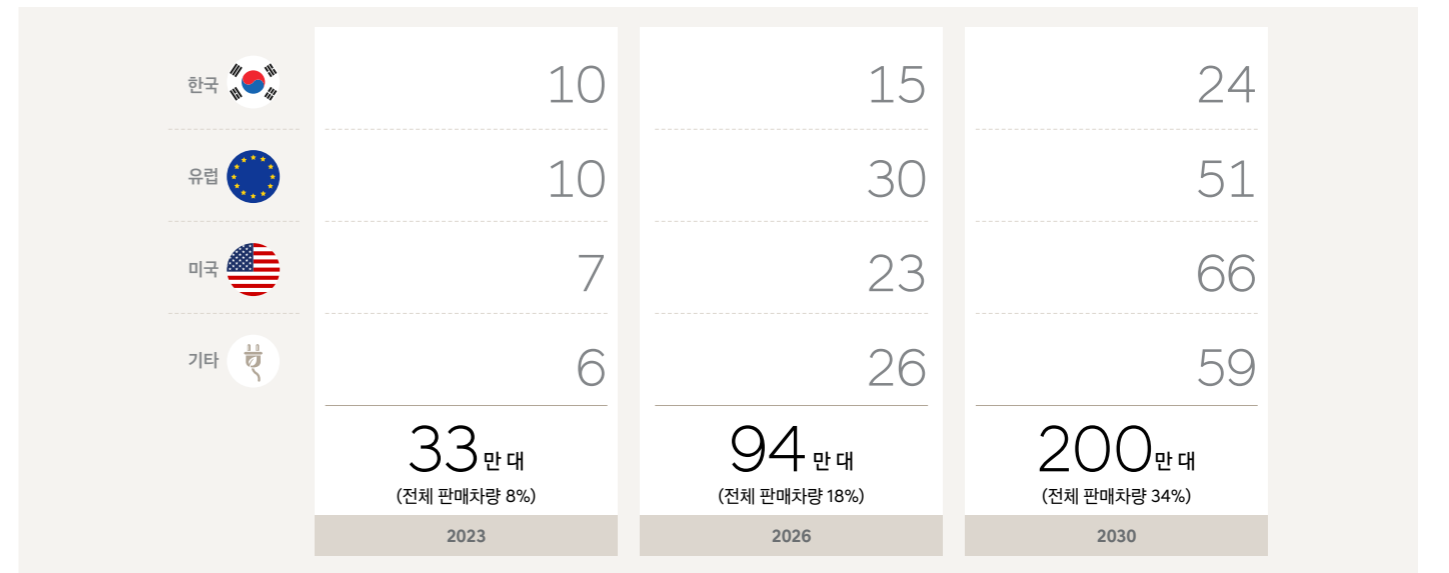 한국 10 15 24
유럽 10 30 51
미국 7 23 66
기타 6 26 59
33만 대 94만 대 200만 대
(전체 판매차량 8%) (전체 판매차량 18%) (전체 판매차량 34%)
2023 2026 2030